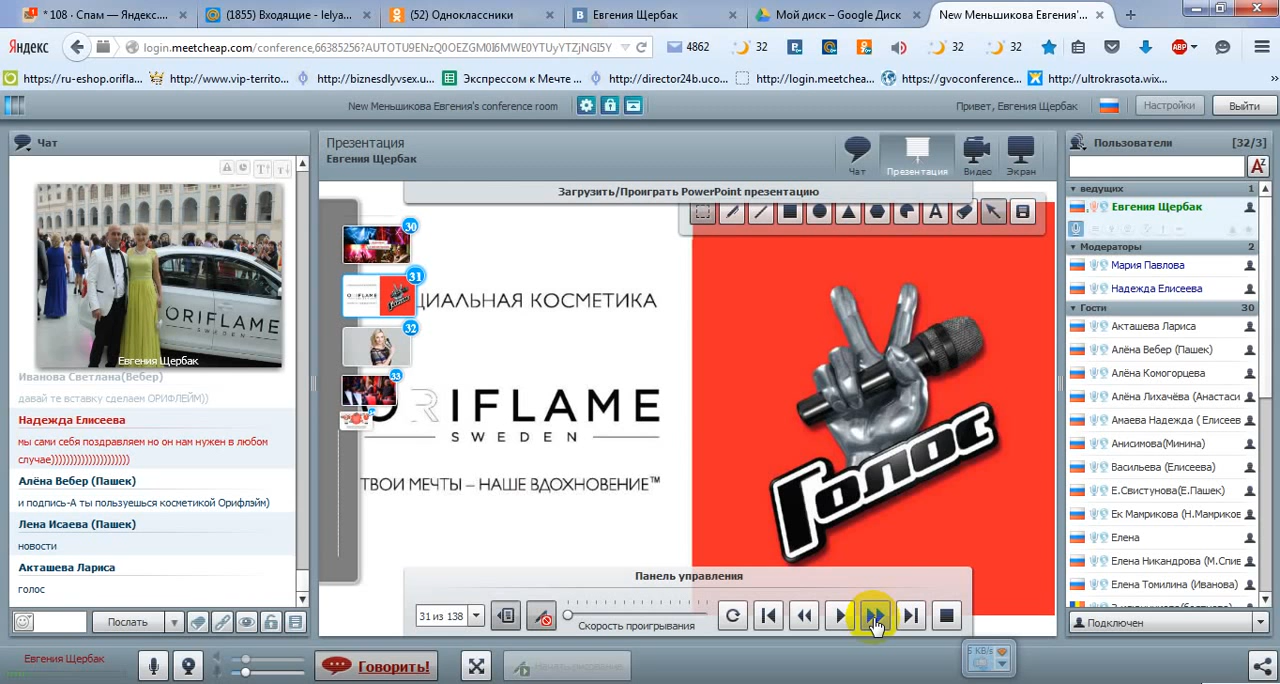 * 108 · Спам — Яндекс....
(1855) Входящие - lelya...
(52) Одноклассники
Евгения Щербак
Мой диск – Google Диск
New Меньшикова Евгения'...
Яндекс
login.meetcheap.com/conference
4862
32
32
32
ABP
https://ru-eshop.orifla...
http://www.vip-territo...
http://biznesdlyvsex.u...
Экспрессом к Мечте ...
http://director24b.uco...
http://login.meetchea...
https://gvoconference...
http://ultrokrasota.wix...
New Меньшикова Евгения's conference room
Привет, Евгения Щербак
Настройки
Выйти
Чат
ORIFLAME
SWEDEN
Евгения Щербак
Иванова Светлана(Вебер)
давай те вставку сделаем ОРИФЛЕЙМ))
Надежда Елисеева
мы сами себя поздравляем но он нам нужен в любом
случае)))))))))))))))))))))
Алёна Вебер (Пашек)
и подпись-А ты пользуешься косметикой Орифлэйм)
Лена Исаева (Пашек)
новости
Акташева Лариса
голос
Послать
Презентация
Евгения Щербак
Чат
Презентация
Видео
Экран
Загрузить/Проиграть PowerPoint презентацию
A
30
31
32
33
ЦИАЛЬНАЯ КОСМЕТИКА
ORIFLAME
SWEDEN
ТВОИ МЕЧТЫ – НАШЕ ВДОХНОВЕНИЕ™
Голос
Панель управления
31 из 138
Скорость проигрывания
Пользователи
[32/3]
ведущих
1
Евгения Щербак
Модераторы
2
Мария Павлова
Надежда Елисеева
Гости
30
Акташева Лариса
Алёна Вебер (Пашек)
Алёна Комогорцева
Алёна Лихачёва (Анастаси
Амаева Надежда ( Елисеев
Анисимова(Минина)
Васильева (Елисеева)
Е.Свистунова(Е.Пашек)
Ек Мамрикова (Н.Мамриков
Елена
Елена Никандрова (М.Спив
Елена Томилина (Иванова)
Подключен
Евгения Щербак
Говорить!
Начать рисование
5 KB/s